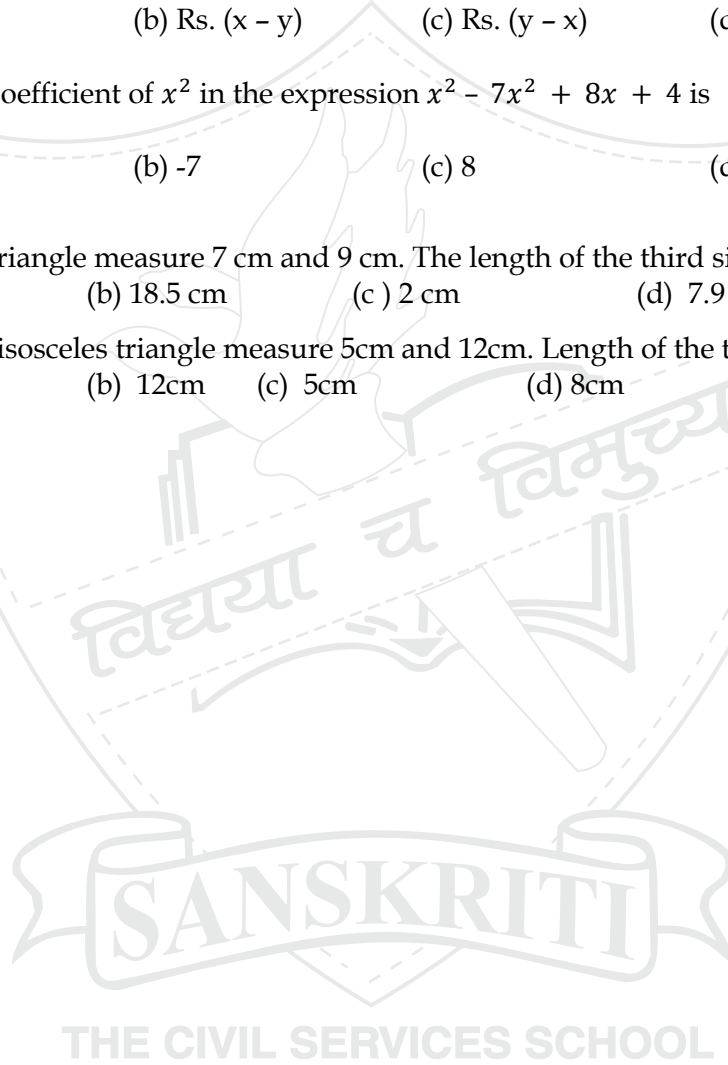 (b) Rs. (x – y) (c) Rs. (y – x) (d
oefficient of x² in the expression x² – 7x² + 8x + 4 is
(b) -7 (c) 8 (d
riangle measure 7 cm and 9 cm. The length of the third si
(b) 18.5 cm (c ) 2 cm (d) 7.9
isosceles triangle measure 5cm and 12cm. Length of the t
(b) 12cm (c) 5cm (d) 8cm
विद्यया च विमुच्य
SANSKRITI
THE CIVIL SERVICES SCHOOL